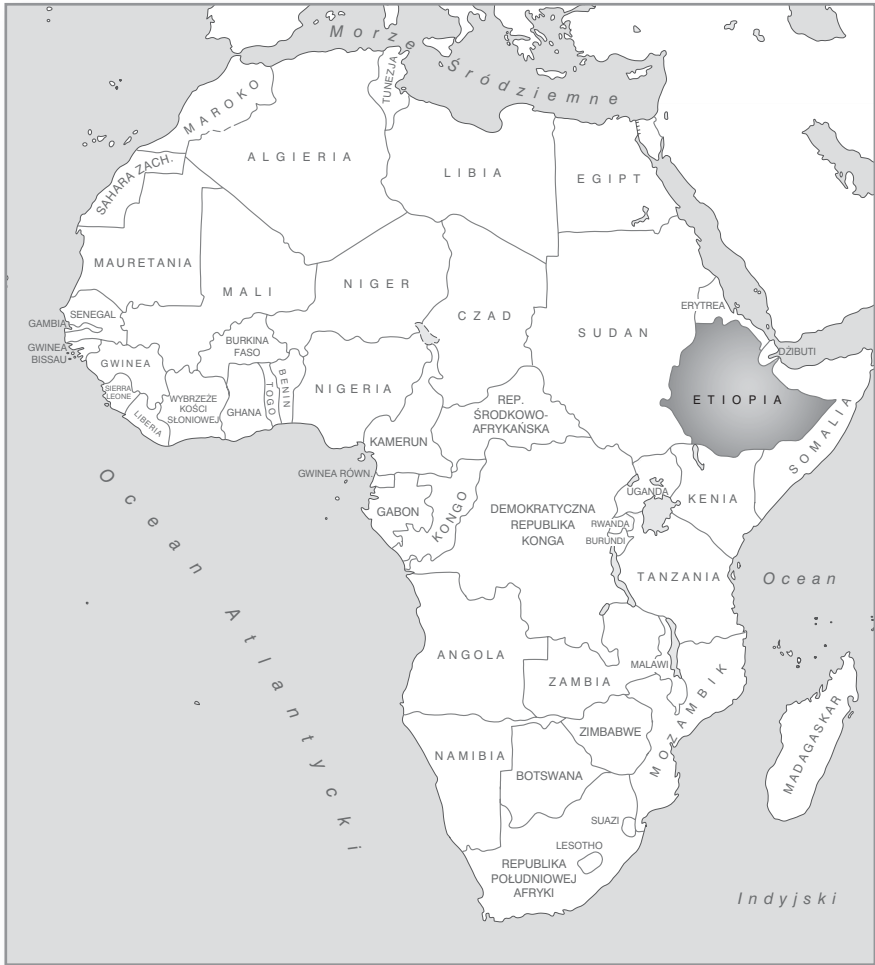 Morze
Śródziemne
MAROKO
TUNEZJA
ALGIERIA
LIBIA
EGIPT
SAHARA ZACH.
MAURETANIA
MALI
NIGER
CZAD
SUDAN
ERYTREA
DŻIBUTI
ETIOPIA
SOMALIA
SENEGAL
GAMBIA
GWINEA
BISSAU
GWINEA
SIERRA
LEONE
LIBERIA
WYBRZEŻE
KOŚCI
SŁONIOWEJ
BURKINA
FASO
GHANA
TOGO
BENIN
NIGERIA
KAMERUN
REP.
ŚRODKOWO-
AFRYKAŃSKA
GWINEA RÓWN.
GABON
KONGO
DEMOKRATYCZNA
REPUBLIKA
KONGA
UGANDA
KENIA
RWANDA
BURUNDI
TANZANIA
Ocean
Ocean Atlantycki
ANGOLA
ZAMBIA
MALAWI
MOZAMBIK
ZIMBABWE
NAMIBIA
BOTSWANA
MADAGASKAR
SUAZI
LESOTHO
REPUBLIKA
POŁUDNIOWEJ
AFRYKI
Indyjski